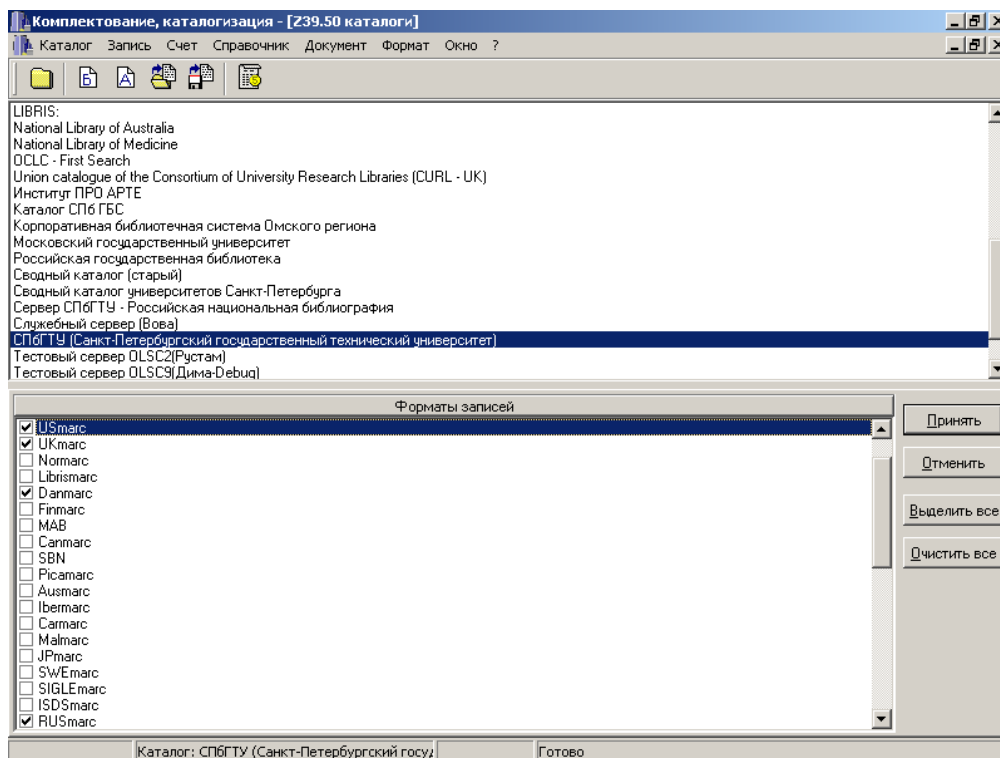 Комплектование, каталогизация - [Z39.50 каталоги]
Каталог Запись Счет Справочник Документ Формат Окно ?
Б А
LIBRIS:
National Library of Australia
National Library of Medicine
OCLC - First Search
Union catalogue of the Consortium of University Research Libraries (CURL - UK)
Институт ПРО АРТЕ
Каталог СПб ГБС
Корпоративная библиотечная система Омского региона
Московский государственный университет
Российская государственная библиотека
Сводный каталог (старый)
Сводный каталог университетов Санкт-Петербурга
Сервер СПбГТУ - Российская национальная библиография
Служебный сервер (Вова)
СПбГТУ (Санкт-Петербургский государственный технический университет)
Тестовый сервер OLSC2(Рустам)
Тестовый сервер OLSC9(Дима-Debug)
Форматы записей
USmarc
UKmarc
Normarc
Librismarc
Danmarc
Finmarc
MAB
Canmarc
SBN
Picamarc
Ausmarc
Ibermarc
Carmarc
Malmarc
JPmarc
SWEmarc
SIGLEmarc
ISDSmarc
RUSmarc
Принять
Отменить
Выделить все
Очистить все
Каталог: СПбГТУ (Санкт-Петербургский госуд Готово